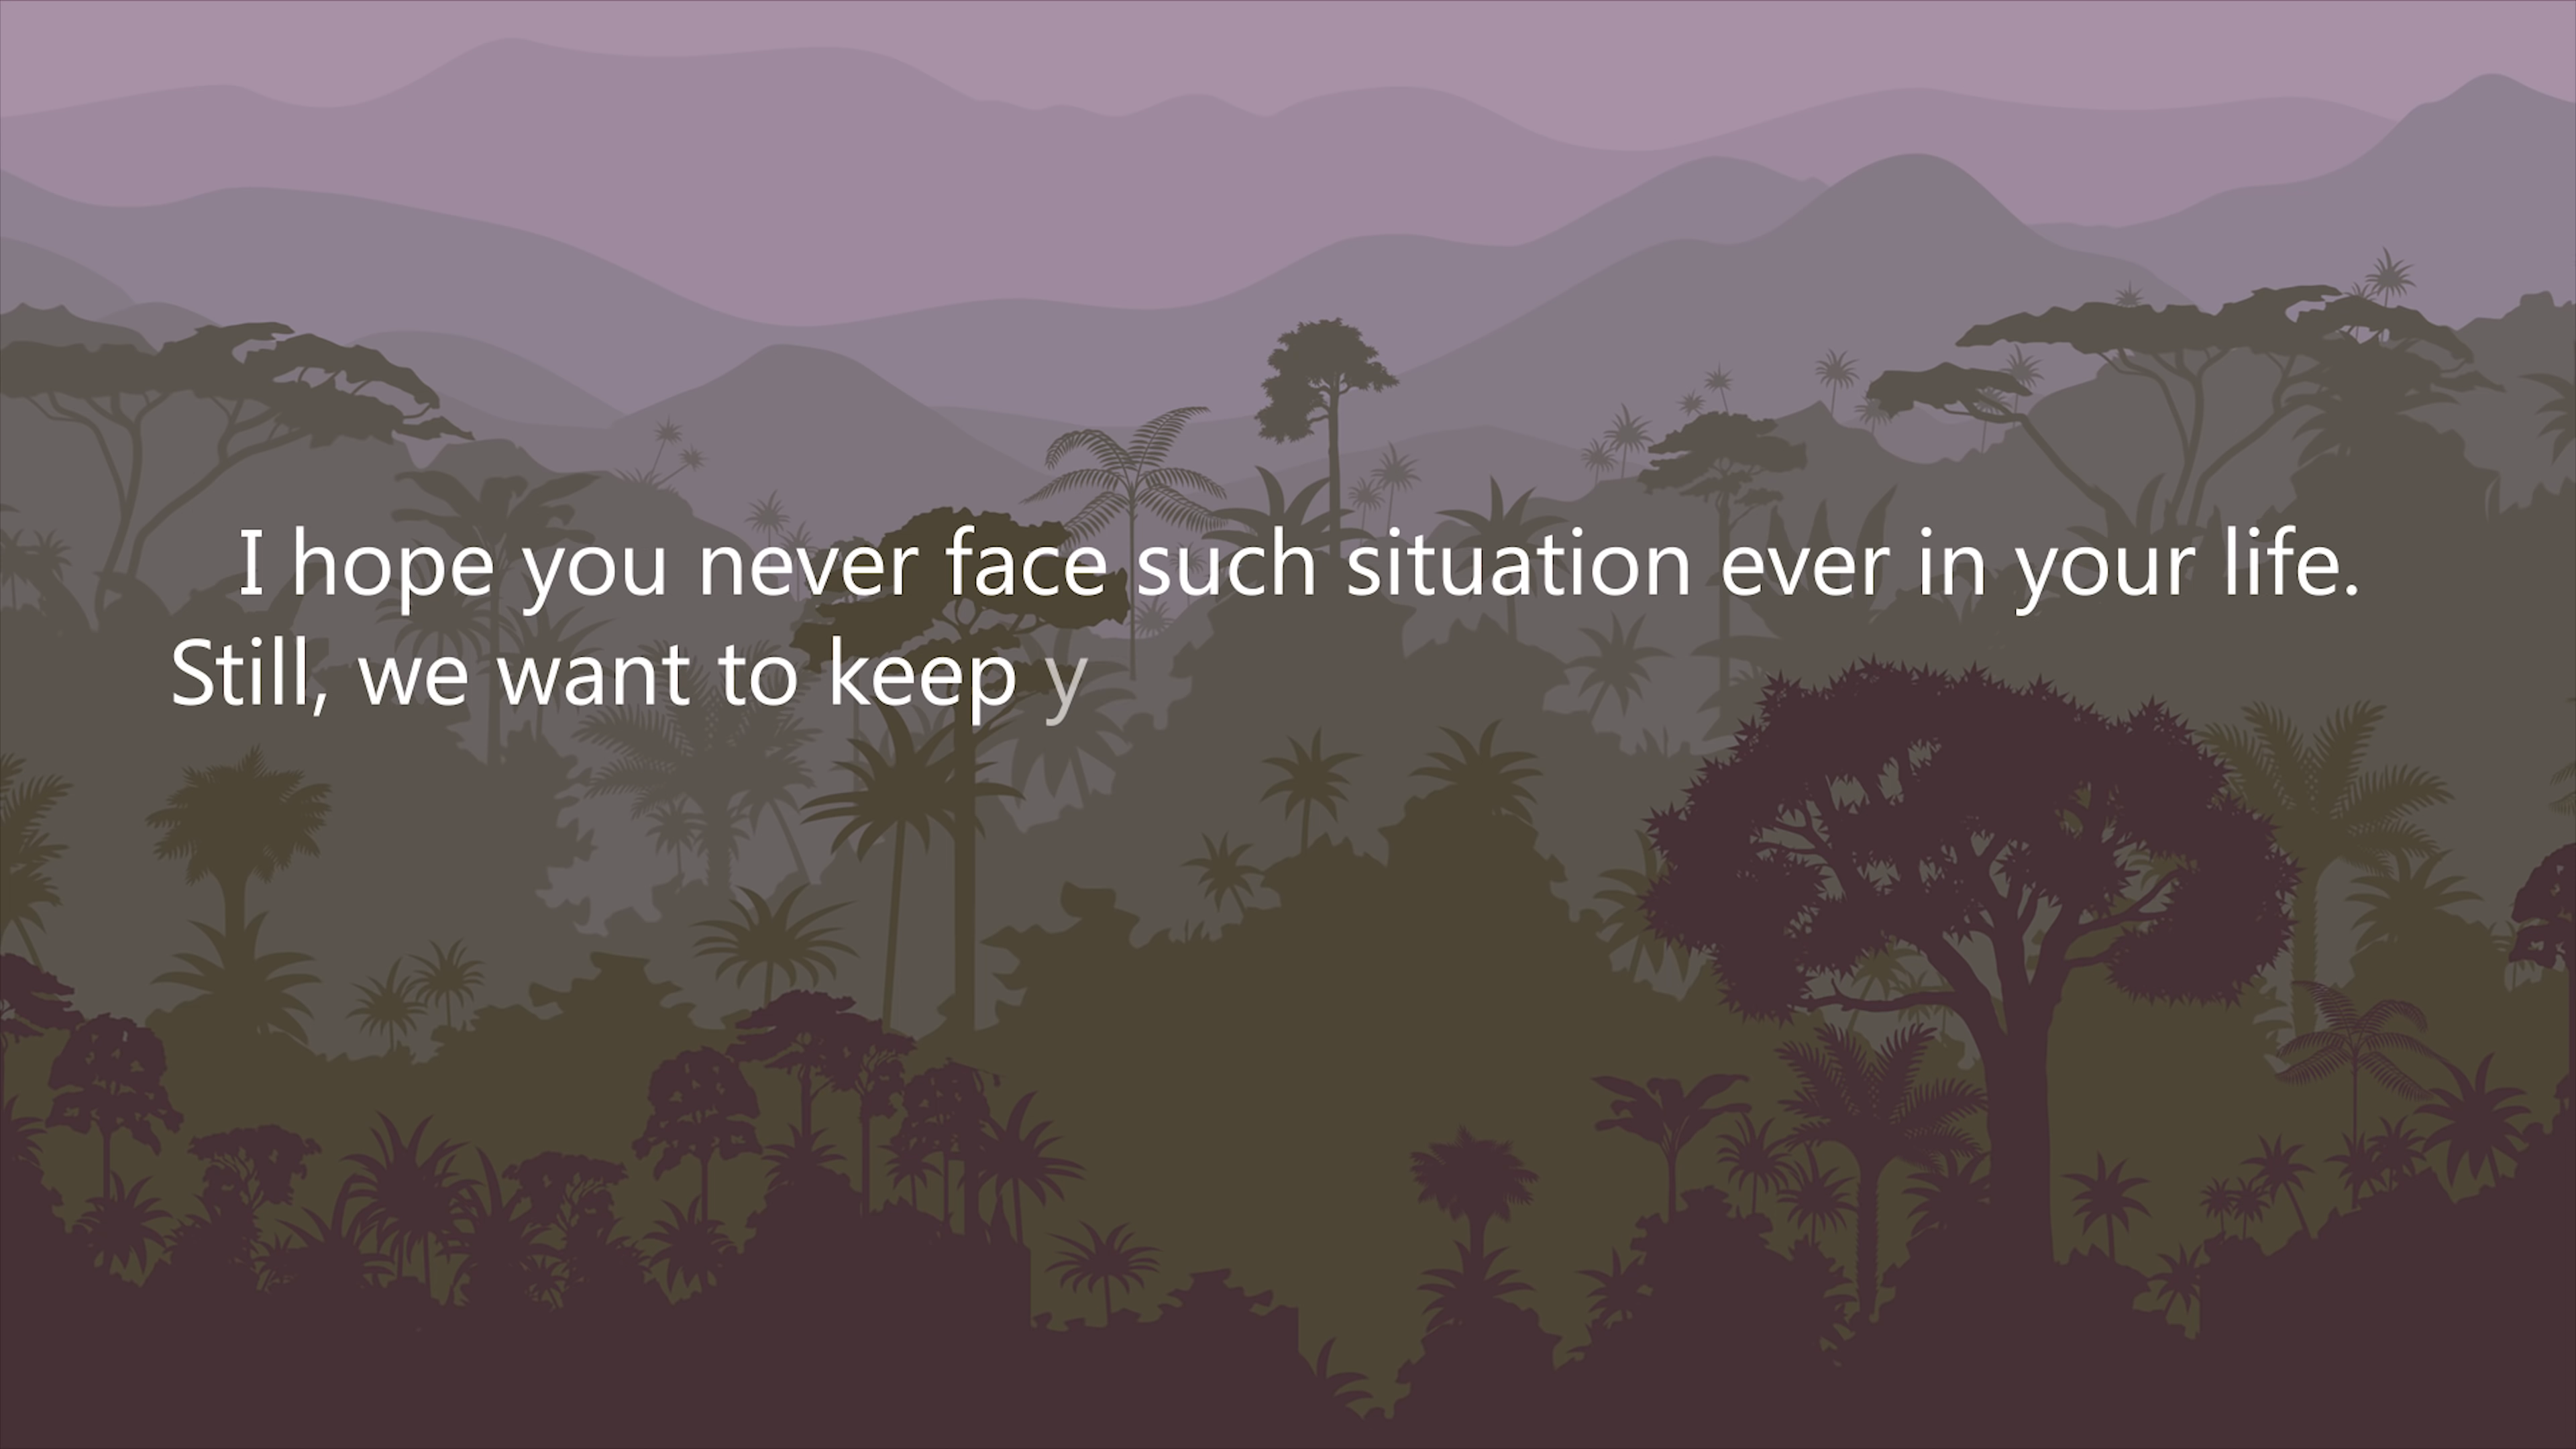 I hope you never face such situation ever in your life.
Still, we want to keep y